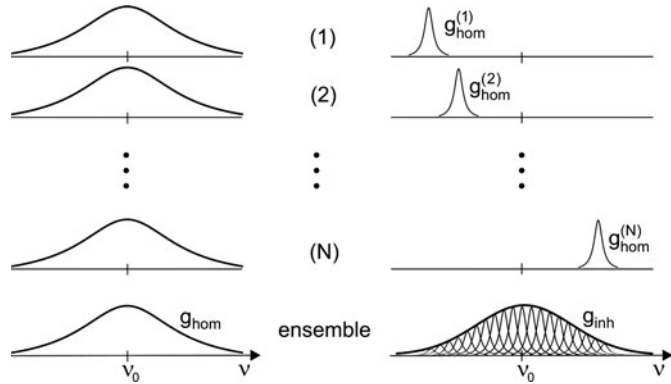 (1) g_hom^(1)
(2) g_hom^(2)
(N) g_hom^(N)
g_hom ensemble g_inh
ν₀ ν ν₀ ν